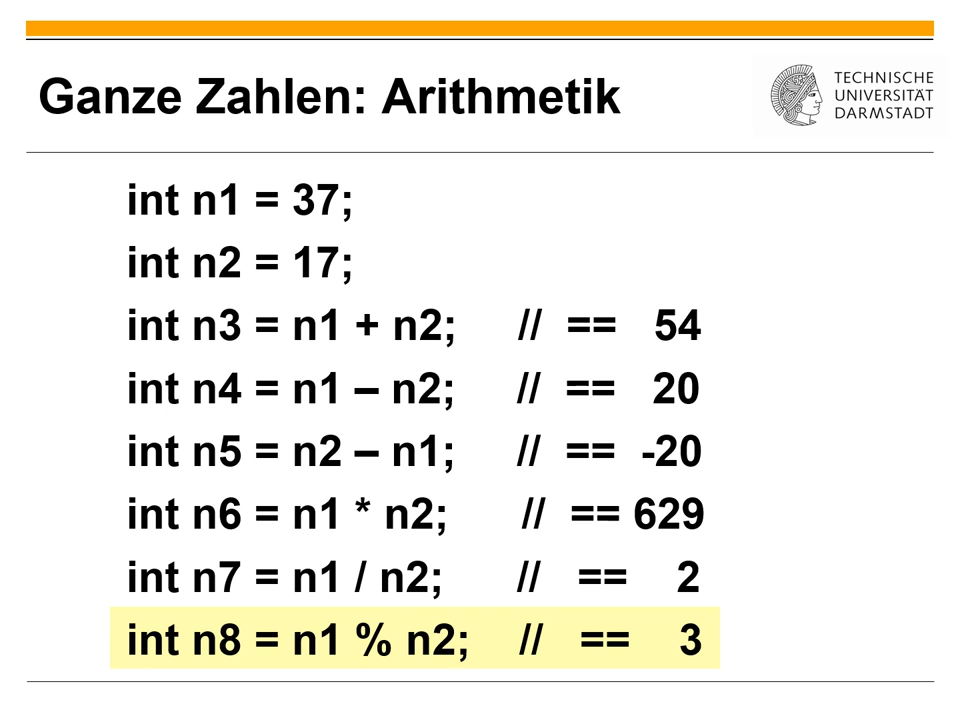 Ganze Zahlen: Arithmetik
TECHNISCHE
UNIVERSITÄT
DARMSTADT
int n1 = 37;
int n2 = 17;
int n3 = n1 + n2; // == 54
int n4 = n1 – n2; // == 20
int n5 = n2 – n1; // == -20
int n6 = n1 * n2; // == 629
int n7 = n1 / n2; // == 2
int n8 = n1 % n2; // == 3